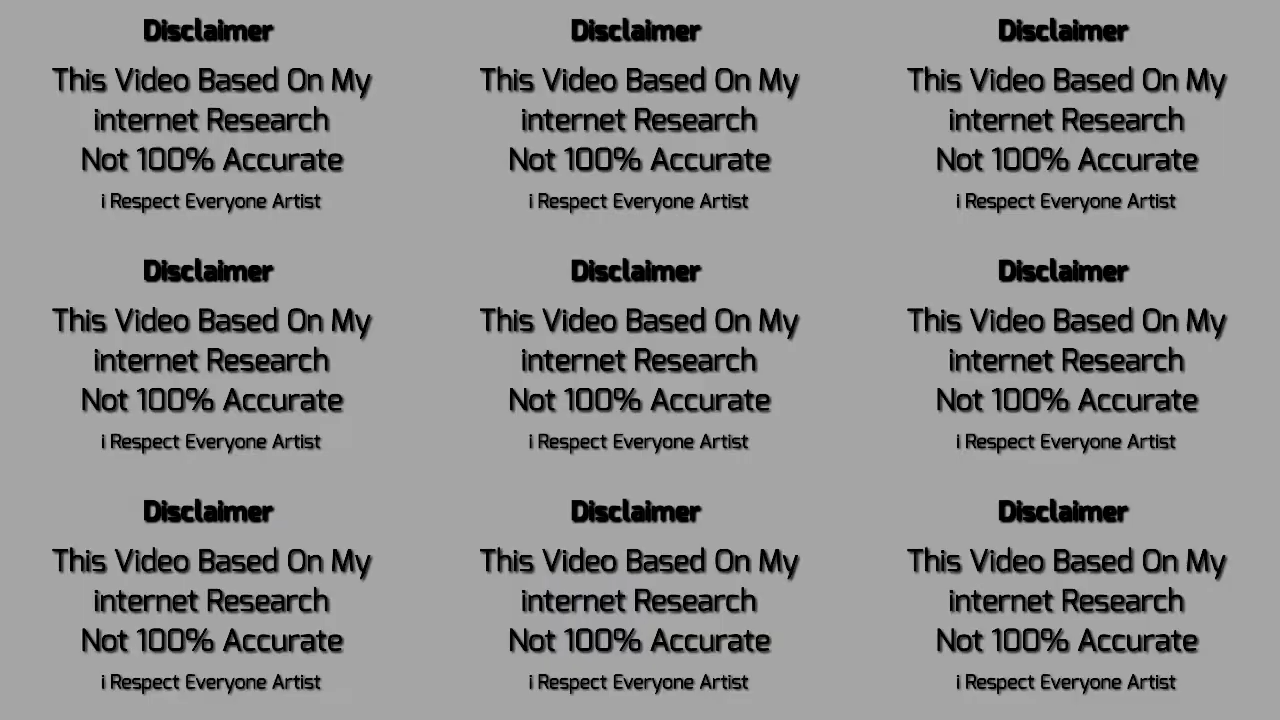 Disclaimer
This Video Based On My
internet Research
Not 100% Accurate
i Respect Everyone Artist
Disclaimer
This Video Based On My
internet Research
Not 100% Accurate
i Respect Everyone Artist
Disclaimer
This Video Based On My
internet Research
Not 100% Accurate
i Respect Everyone Artist
Disclaimer
This Video Based On My
internet Research
Not 100% Accurate
i Respect Everyone Artist
Disclaimer
This Video Based On My
internet Research
Not 100% Accurate
i Respect Everyone Artist
Disclaimer
This Video Based On My
internet Research
Not 100% Accurate
i Respect Everyone Artist
Disclaimer
This Video Based On My
internet Research
Not 100% Accurate
i Respect Everyone Artist
Disclaimer
This Video Based On My
internet Research
Not 100% Accurate
i Respect Everyone Artist
Disclaimer
This Video Based On My
internet Research
Not 100% Accurate
i Respect Everyone Artist